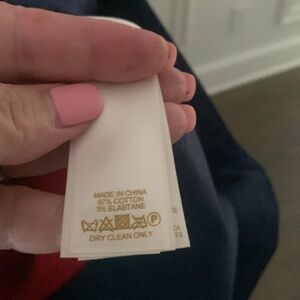 MADE IN CHINA
97% COTTON
3% ELASTANE
P
DRY CLEAN ONLY